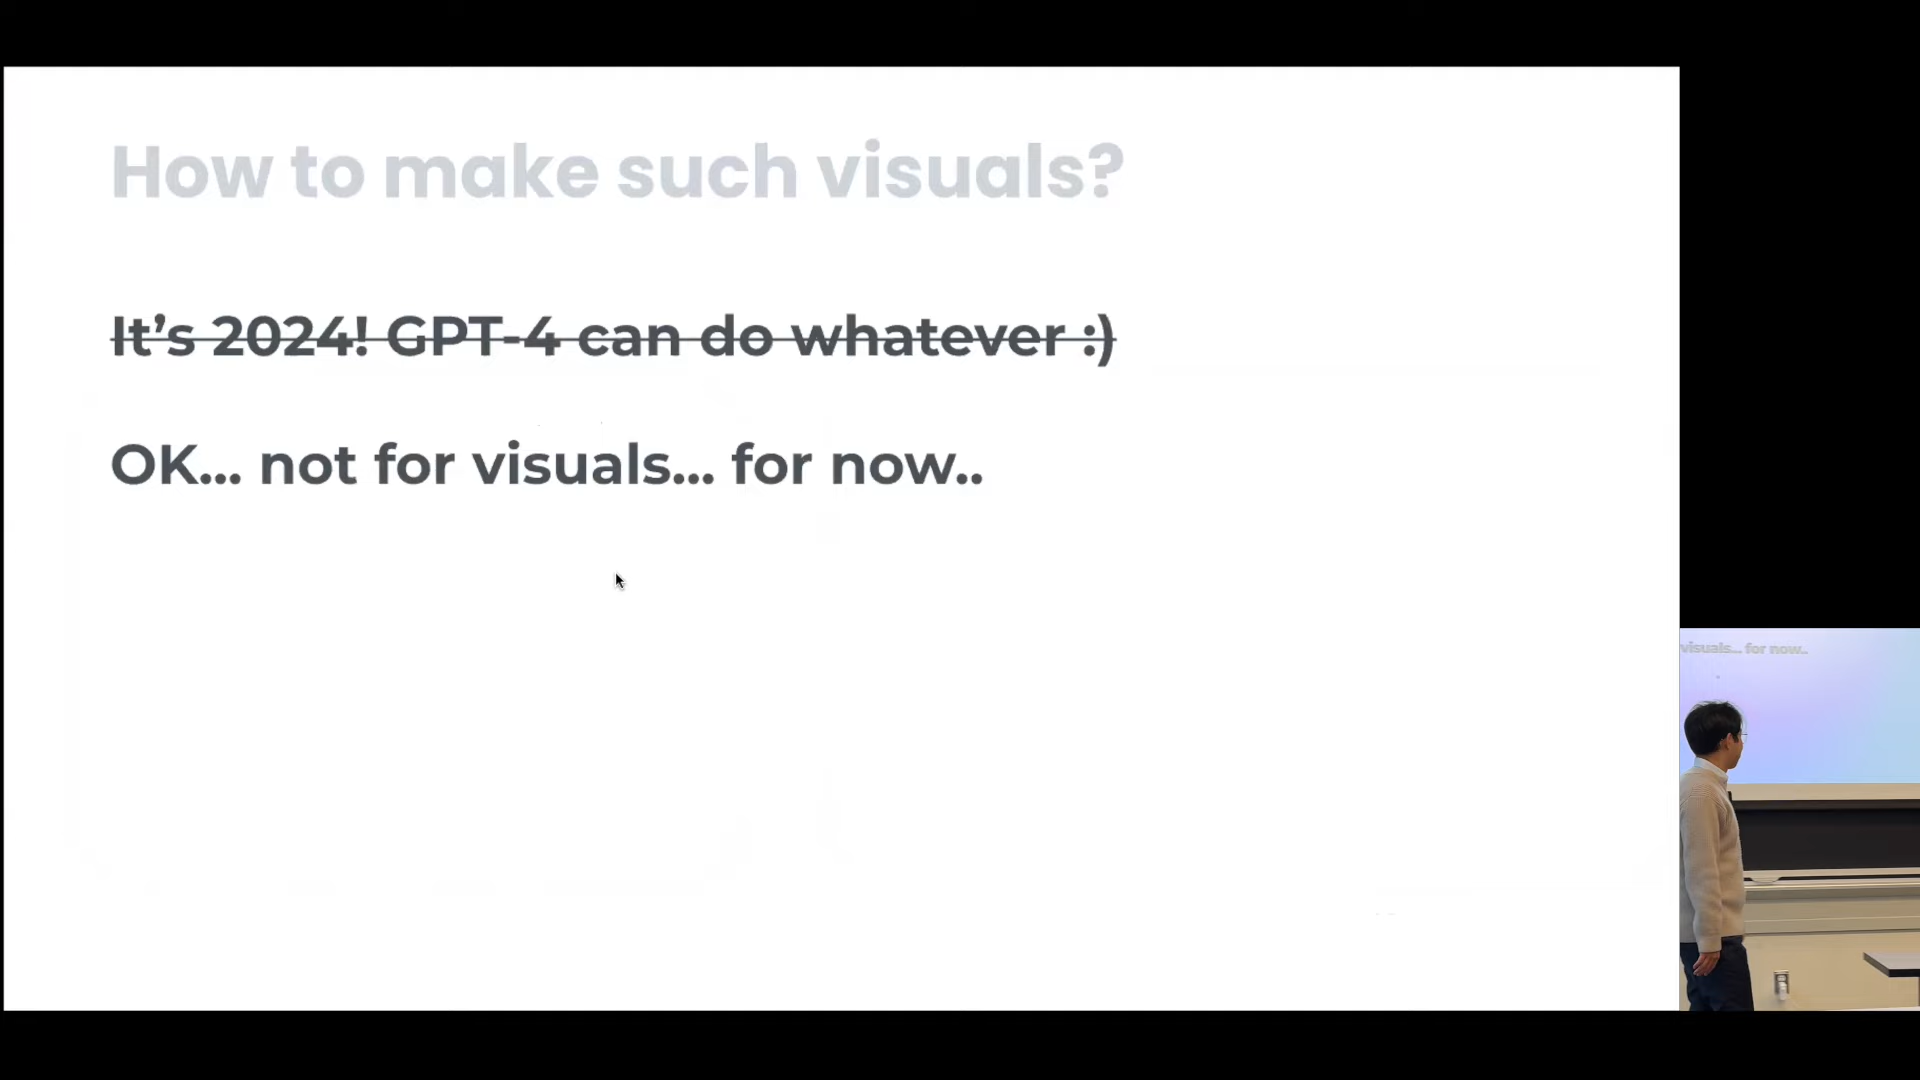 How to make such visuals?
It’s 2024! GPT-4 can do whatever :)
OK... not for visuals... for now..
visuals... for now..